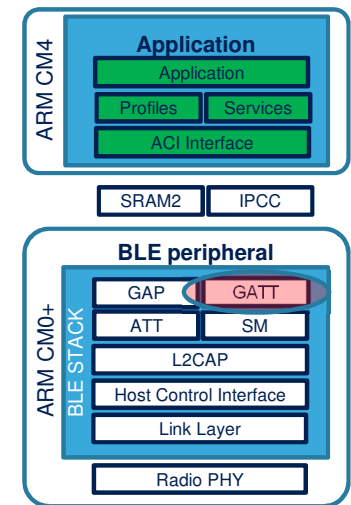 ARM CM4
Application
Application
Profiles Services
ACI Interface
SRAM2 IPCC
ARM CM0+
BLE peripheral
BLE STACK
GAP GATT
ATT SM
L2CAP
Host Control Interface
Link Layer
Radio PHY